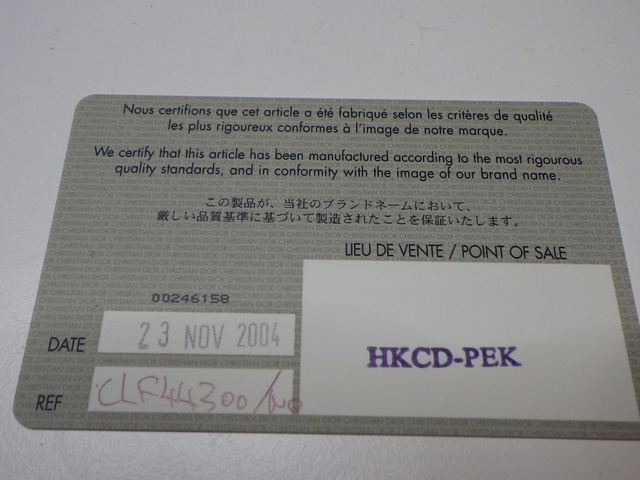 Nous certifions que cet article a été fabriqué selon les critères de qualité
les plus rigoureux conformes à l'image de notre marque.
We certify that this article has been manufactured according to the most rigourous
quality standards, and in conformity with the image of our brand name.
この製品が、当社のブランドネームにおいて、
厳しい品質基準に基づいて製造されたことを保証いたします。
LIEU DE VENTE / POINT OF SALE
00246158
DATE 23 NOV 2004
HKCD-PEK
REF CLF44300/NO